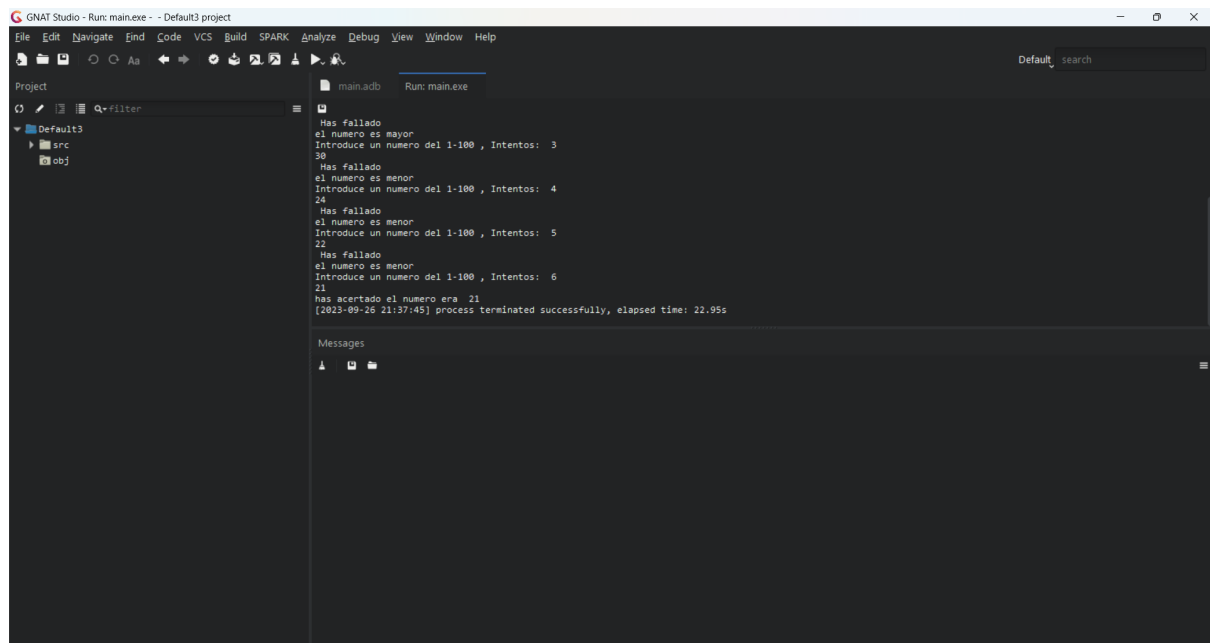 GNAT Studio - Run: main.exe - - Default3 project
File Edit Navigate Find Code VCS Build SPARK Analyze Debug View Window Help
Aa
Default
search
Project
main.adb
Run: main.exe
filter
Default3
src
obj
Has fallado
el numero es mayor
Introduce un numero del 1-100 , Intentos: 3
30
Has fallado
el numero es menor
Introduce un numero del 1-100 , Intentos: 4
24
Has fallado
el numero es menor
Introduce un numero del 1-100 , Intentos: 5
22
Has fallado
el numero es menor
Introduce un numero del 1-100 , Intentos: 6
21
has acertado el numero era 21
[2023-09-26 21:37:45] process terminated successfully, elapsed time: 22.95s
Messages